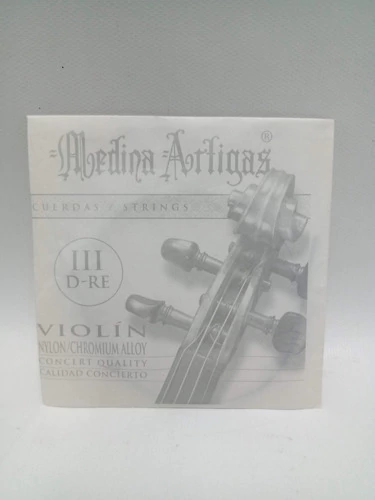 Medina Artigas®
CUERDAS / STRINGS
III
D-RE
VIOLÍN
NYLON/CHROMIUM ALLOY
CONCERT QUALITY
CALIDAD CONCIERTO